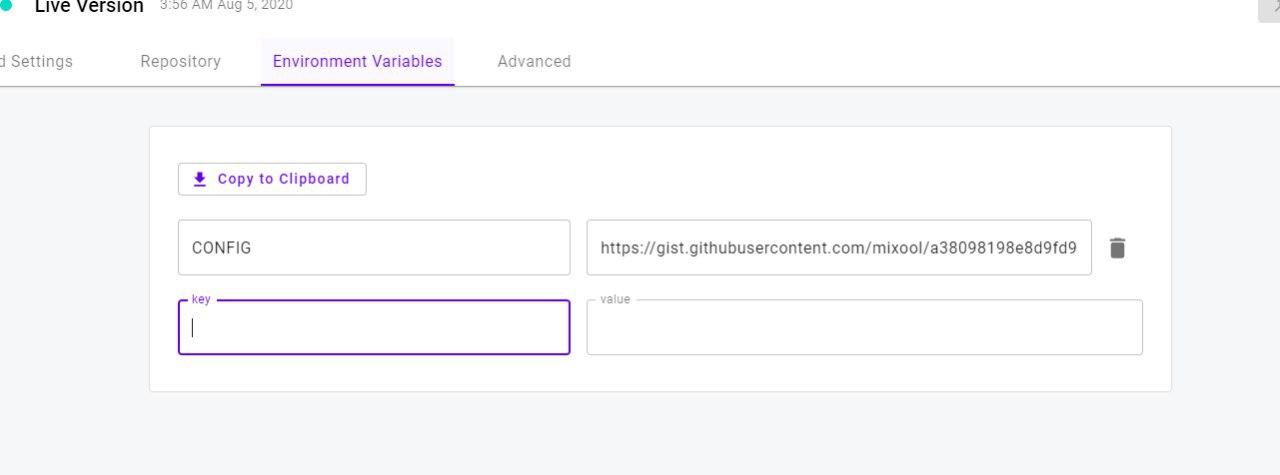 Live Version 3:56 AM Aug 5, 2020
d Settings Repository Environment Variables Advanced
Copy to Clipboard
CONFIG https://gist.githubusercontent.com/mixool/a38098198e8d9fd9
key value